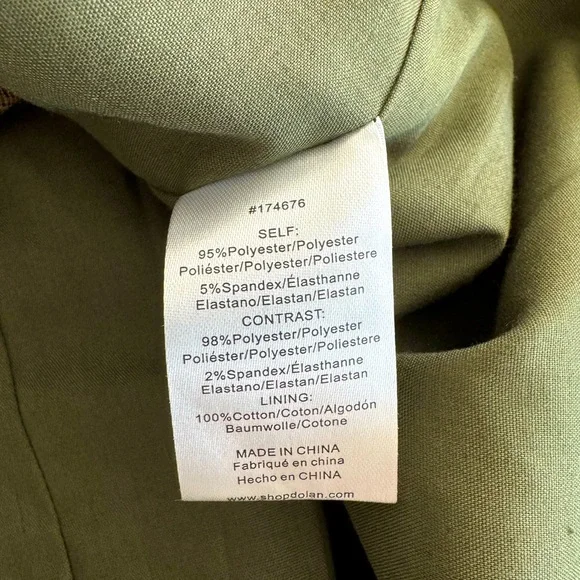 #174676
SELF:
95%Polyester/Polyester
Poliéster/Polyester/Poliestere
5%Spandex/Élasthanne
Elastano/Elastan/Elastan
CONTRAST:
98%Polyester/Polyester
Poliéster/Polyester/Poliestere
2%Spandex/Élasthanne
Elastano/Elastan/Elastan
LINING:
100%Cotton/Coton/Algodón
Baumwolle/Cotone
MADE IN CHINA
Fabriqué en china
Hecho en CHINA
www.shopdolan.com